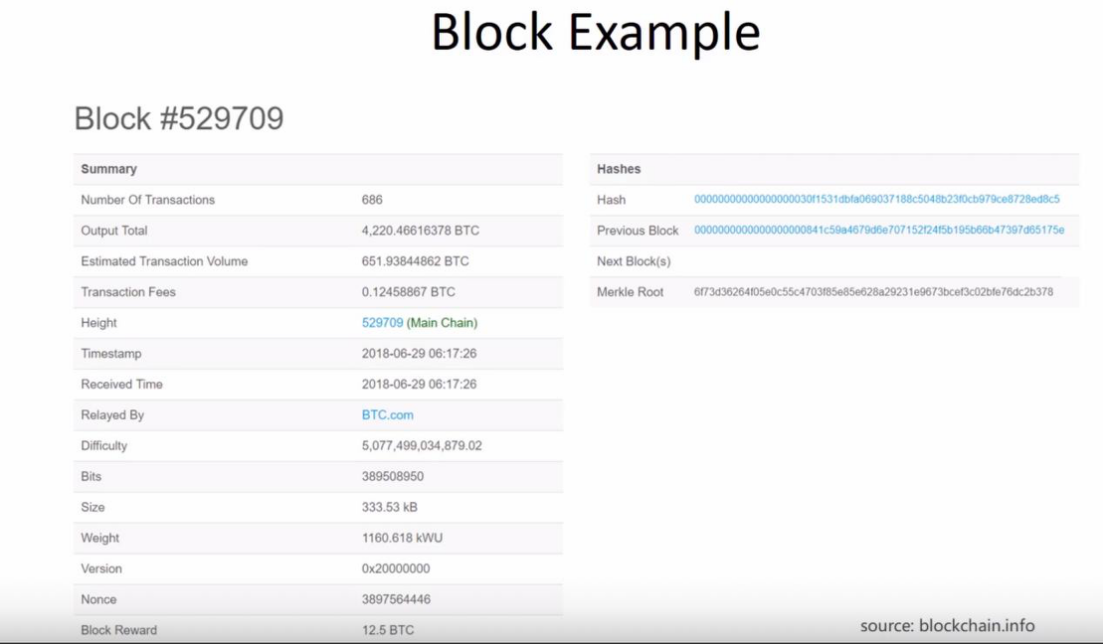 Block Example
Block #529709
Summary
Number Of Transactions 686
Output Total 4,220.46616378 BTC
Estimated Transaction Volume 651.93844862 BTC
Transaction Fees 0.12458867 BTC
Height 529709 (Main Chain)
Timestamp 2018-06-29 06:17:26
Received Time 2018-06-29 06:17:26
Relayed By BTC.com
Difficulty 5,077,499,034,879.02
Bits 389508950
Size 333.53 kB
Weight 1160.618 kWU
Version 0x20000000
Nonce 3897564446
Block Reward 12.5 BTC
Hashes
Hash
Previous Block
Next Block(s)
Merkle Root 6f73d36264f05e0c55c4703f85e85e628a29231e9673bcef3c02bfe76dc2b378
source: blockchain.info